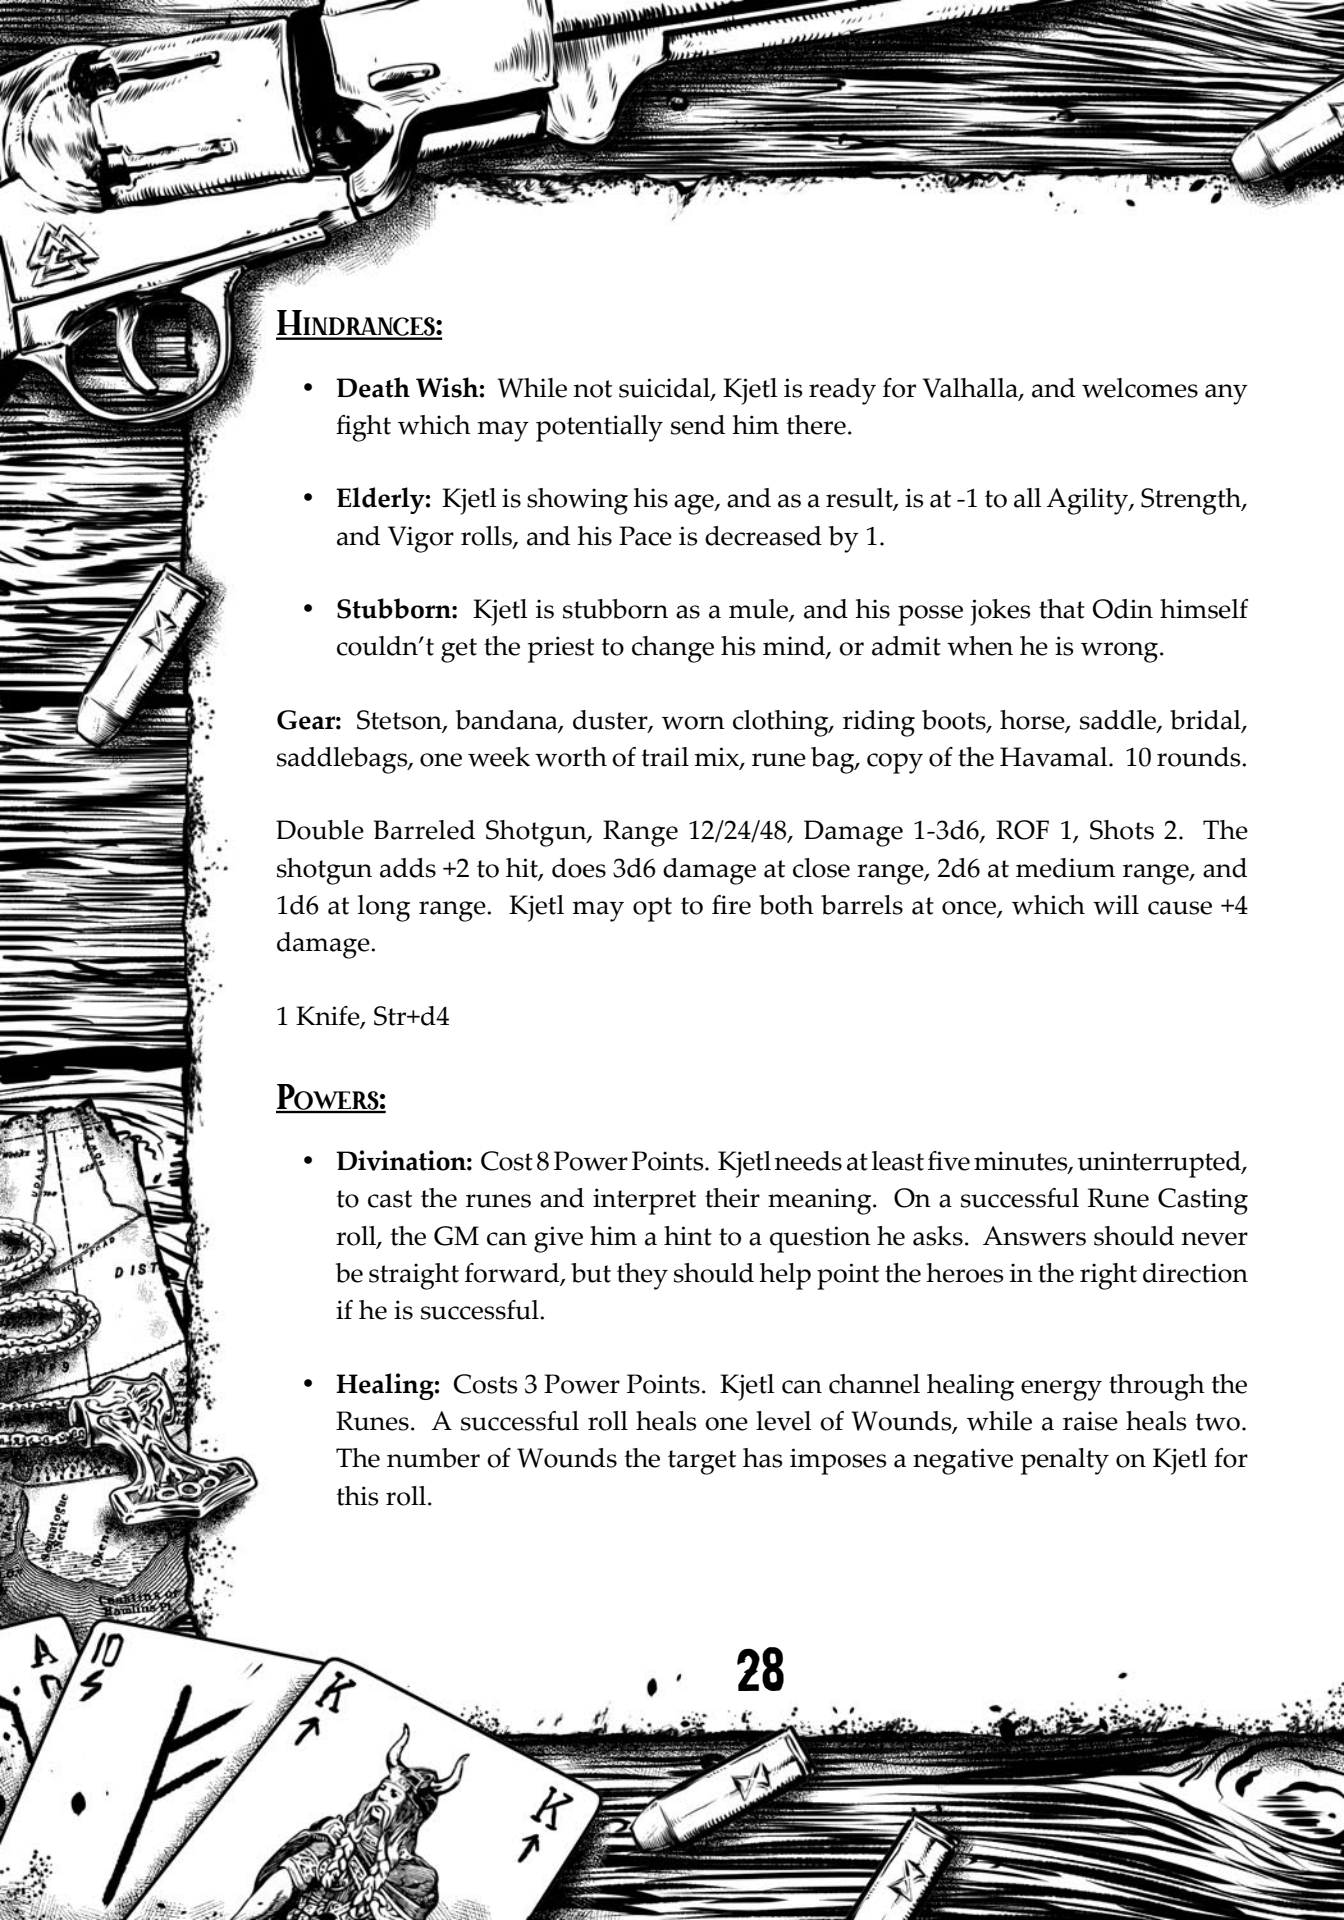 Hindrances:
• Death Wish: While not suicidal, Kjetl is ready for Valhalla, and welcomes any
fight which may potentially send him there.
• Elderly: Kjetl is showing his age, and as a result, is at -1 to all Agility, Strength,
and Vigor rolls, and his Pace is decreased by 1.
• Stubborn: Kjetl is stubborn as a mule, and his posse jokes that Odin himself
couldn't get the priest to change his mind, or admit when he is wrong.
Gear: Stetson, bandana, duster, worn clothing, riding boots, horse, saddle, bridal,
saddlebags, one week worth of trail mix, rune bag, copy of the Havamal. 10 rounds.
Double Barreled Shotgun, Range 12/24/48, Damage 1-3d6, ROF 1, Shots 2. The
shotgun adds +2 to hit, does 3d6 damage at close range, 2d6 at medium range, and
1d6 at long range. Kjetl may opt to fire both barrels at once, which will cause +4
damage.
1 Knife, Str+d4
Powers:
• Divination: Cost 8 Power Points. Kjetl needs at least five minutes, uninterrupted,
to cast the runes and interpret their meaning. On a successful Rune Casting
roll, the GM can give him a hint to a question he asks. Answers should never
be straight forward, but they should help point the heroes in the right direction
if he is successful.
• Healing: Costs 3 Power Points. Kjetl can channel healing energy through the
Runes. A successful roll heals one level of Wounds, while a raise heals two.
The number of Wounds the target has imposes a negative penalty on Kjetl for
this roll.
DIST
Neck
A
10
K
K
28